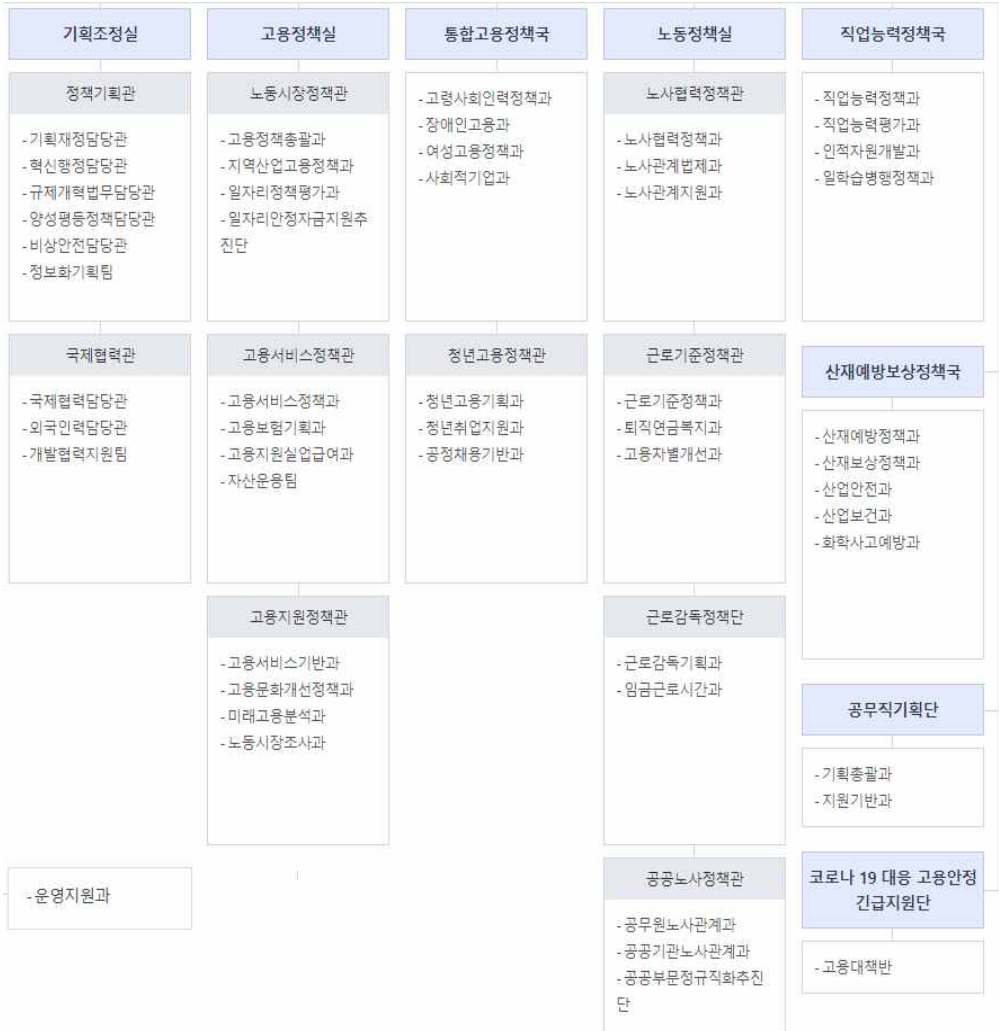 기획조정실
정책기획관
- 기획재정담당관
- 혁신행정담당관
- 규제개혁법무담당관
- 양성평등정책담당관
- 비상안전담당관
- 정보화기획팀
국제협력관
- 국제협력담당관
- 외국인력담당관
- 개발협력지원팀
- 운영지원과
고용정책실
노동시장정책관
- 고용정책총괄과
- 지역산업고용정책과
- 일자리정책평가과
- 일자리안정자금지원추
진단
고용서비스정책관
- 고용서비스정책과
- 고용보험기획과
- 고용지원실업급여과
- 자산운용팀
고용지원정책관
- 고용서비스기반과
- 고용문화개선정책과
- 미래고용분석과
- 노동시장조사과
통합고용정책국
- 고령사회인력정책과
- 장애인고용과
- 여성고용정책과
- 사회적기업과
청년고용정책관
- 청년고용기획과
- 청년취업지원과
- 공정채용기반과
노동정책실
노사협력정책관
- 노사협력정책과
- 노사관계법제과
- 노사관계지원과
근로기준정책관
- 근로기준정책과
- 퇴직연금복지과
- 고용차별개선과
근로감독정책단
- 근로감독기획과
- 임금근로시간과
공공노사정책관
- 공무원노사관계과
- 공공기관노사관계과
- 공공부문정규직화추진
단
직업능력정책국
- 직업능력정책과
- 직업능력평가과
- 인적자원개발과
- 일학습병행정책과
산재예방보상정책국
- 산재예방정책과
- 산재보상정책과
- 산업안전과
- 산업보건과
- 화학사고예방과
공무직기획단
- 기획총괄과
- 지원기반과
코로나 19 대응 고용안정
긴급지원단
- 고용대책반